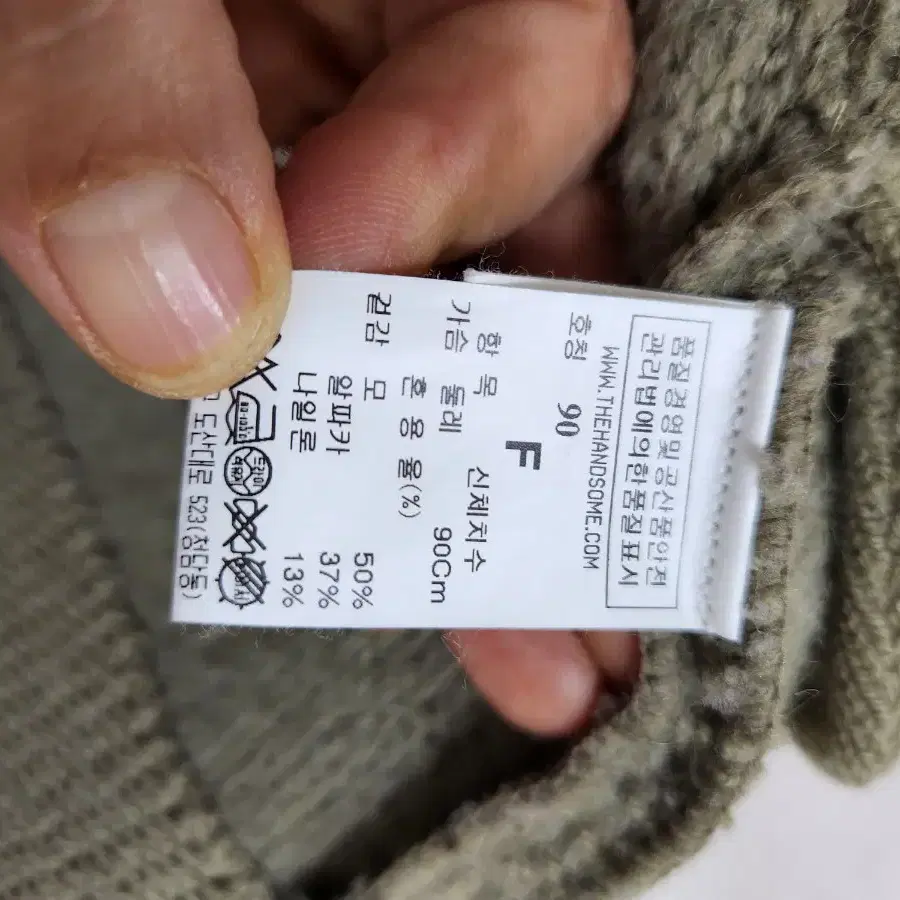 품질경영및공산품안전
관리법에의한품질표시
WWW.THEHANDSOME.COM
호칭 90
F
항 목 신체치수
가슴 둘레 90Cm
혼 용 율(%)
겉감 모 50%
알파카 37%
나일론 13%
도산대로 523(청담동)